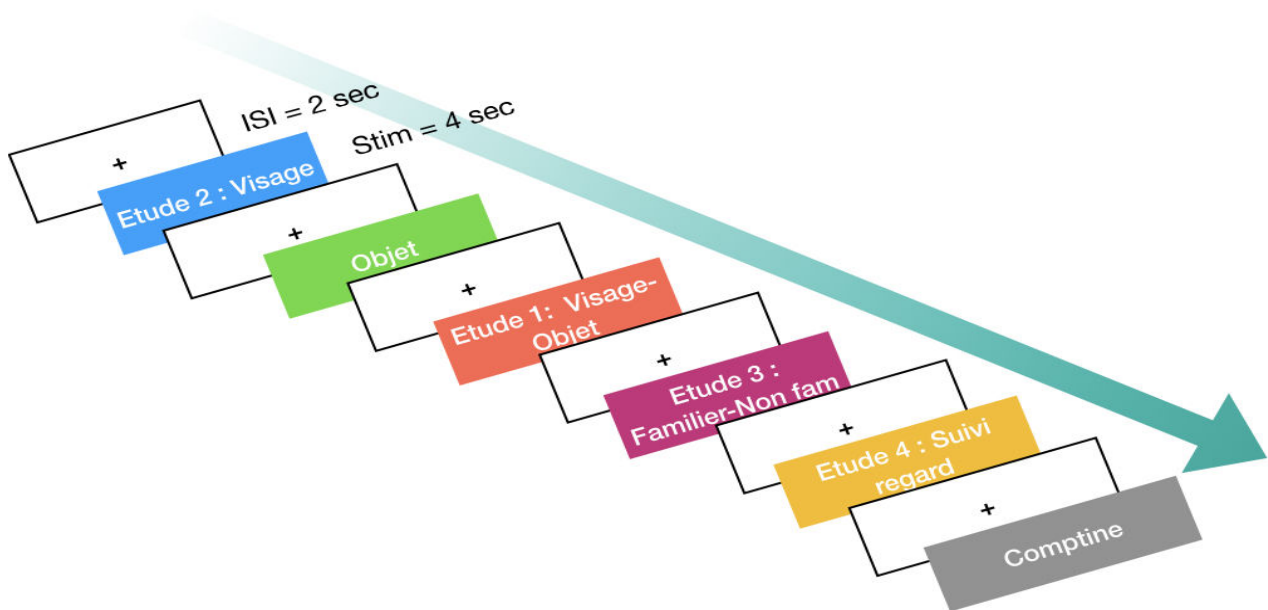 ISI = 2 sec
+
Etude 2 : Visage
Stim = 4 sec
+
Objet
+
Etude 1: Visage-
Objet
+
Etude 3 :
Familier-Non fam
+
Etude 4 : Suivi
regard
+
Comptine